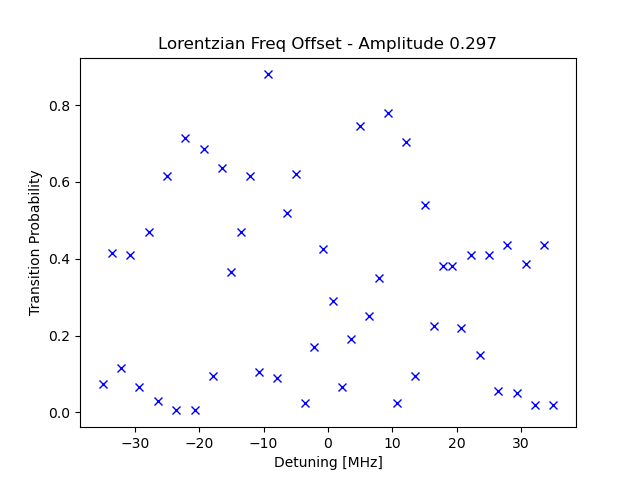 Lorentzian Freq Offset - Amplitude 0.297
Transition Probability
0.8
0.6
0.4
0.2
0.0
−30 −20 −10 0 10 20 30
Detuning [MHz]